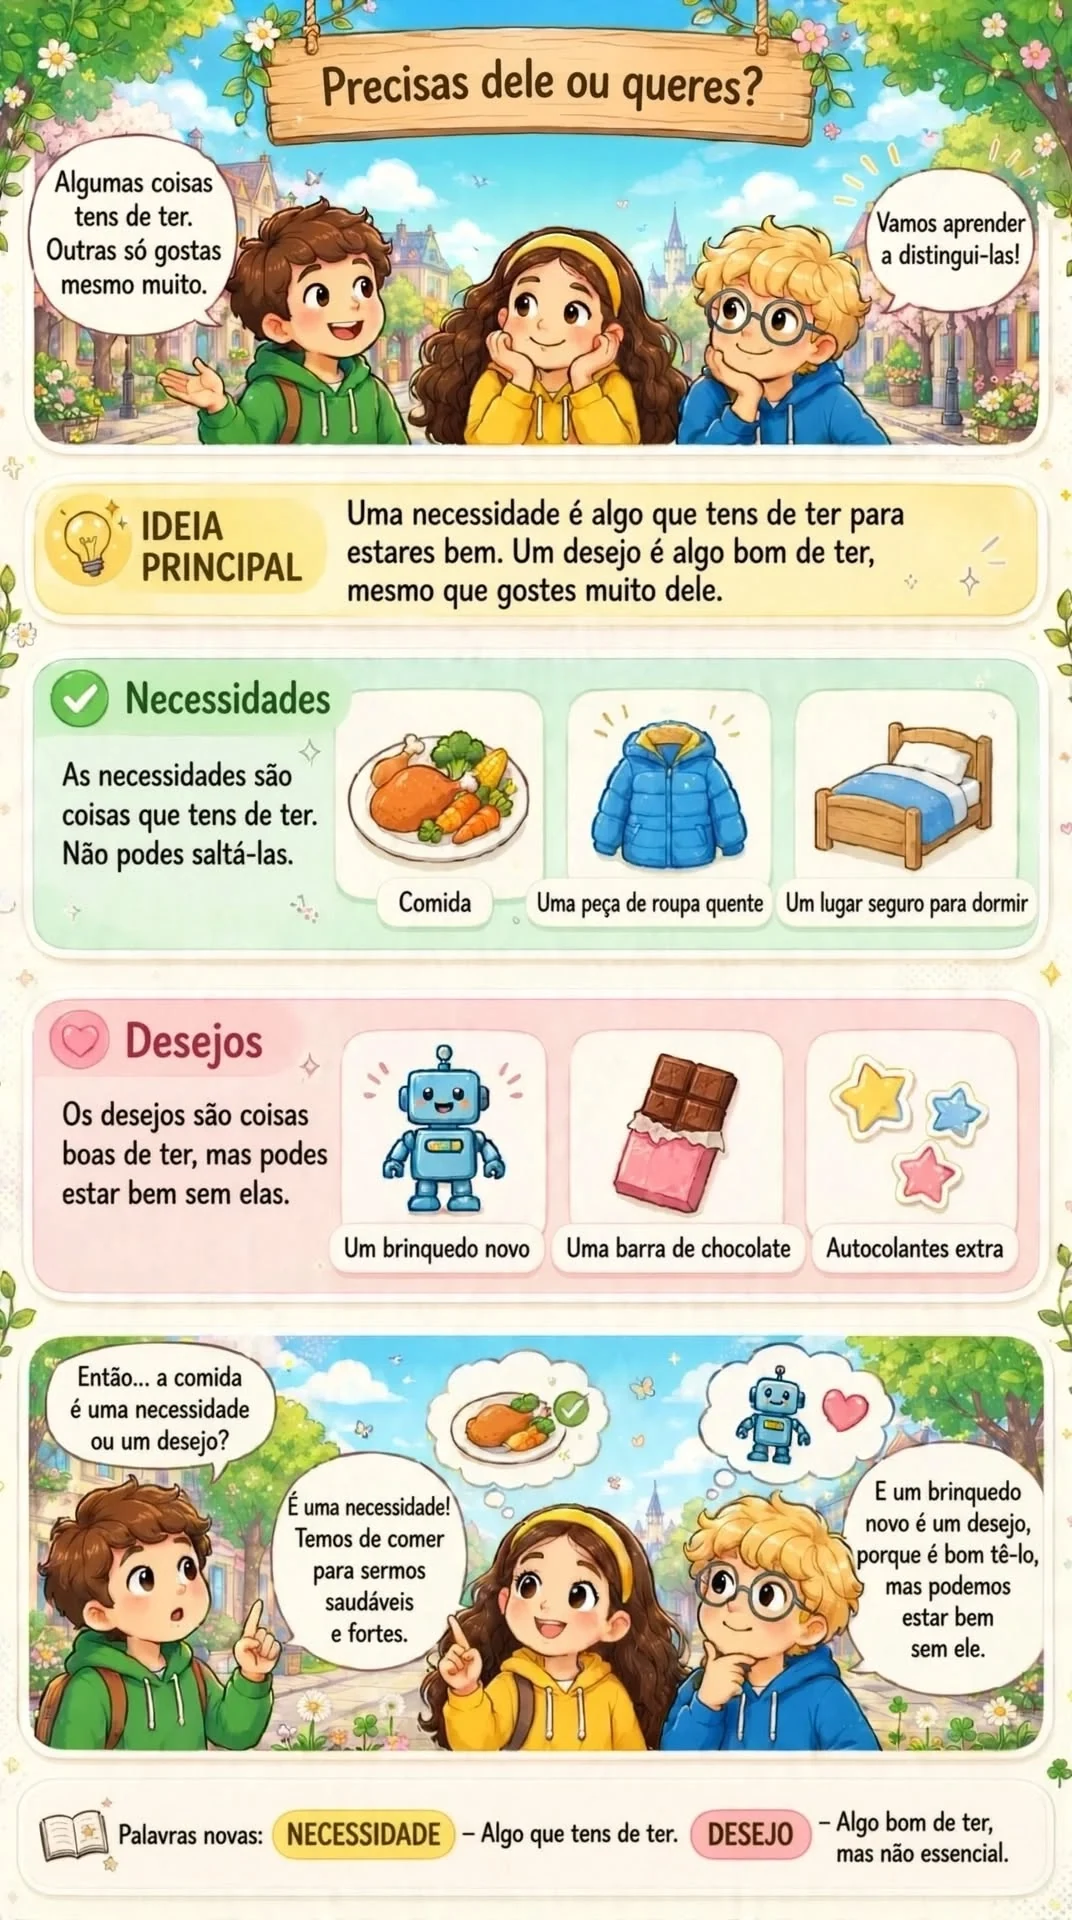 Precisas dele ou queres?
Algumas coisas
tens de ter.
Outras só gostas
mesmo muito.
Vamos aprender
a distingui-las!
IDEIA
PRINCIPAL
Uma necessidade é algo que tens de ter para
estares bem. Um desejo é algo bom de ter,
mesmo que gostes muito dele.
Necessidades
As necessidades são
coisas que tens de ter.
Não podes saltá-las.
Comida
Uma peça de roupa quente
Um lugar seguro para dormir
Desejos
Os desejos são coisas
boas de ter, mas podes
estar bem sem elas.
Um brinquedo novo
Uma barra de chocolate
Autocolantes extra
Então... a comida
é uma necessidade
ou um desejo?
É uma necessidade!
Temos de comer
para sermos
saudáveis
e fortes.
E um brinquedo
novo é um desejo,
porque é bom tê-lo,
mas podemos
estar bem
sem ele.
Palavras novas: NECESSIDADE – Algo que tens de ter. DESEJO – Algo bom de ter,
mas não essencial.